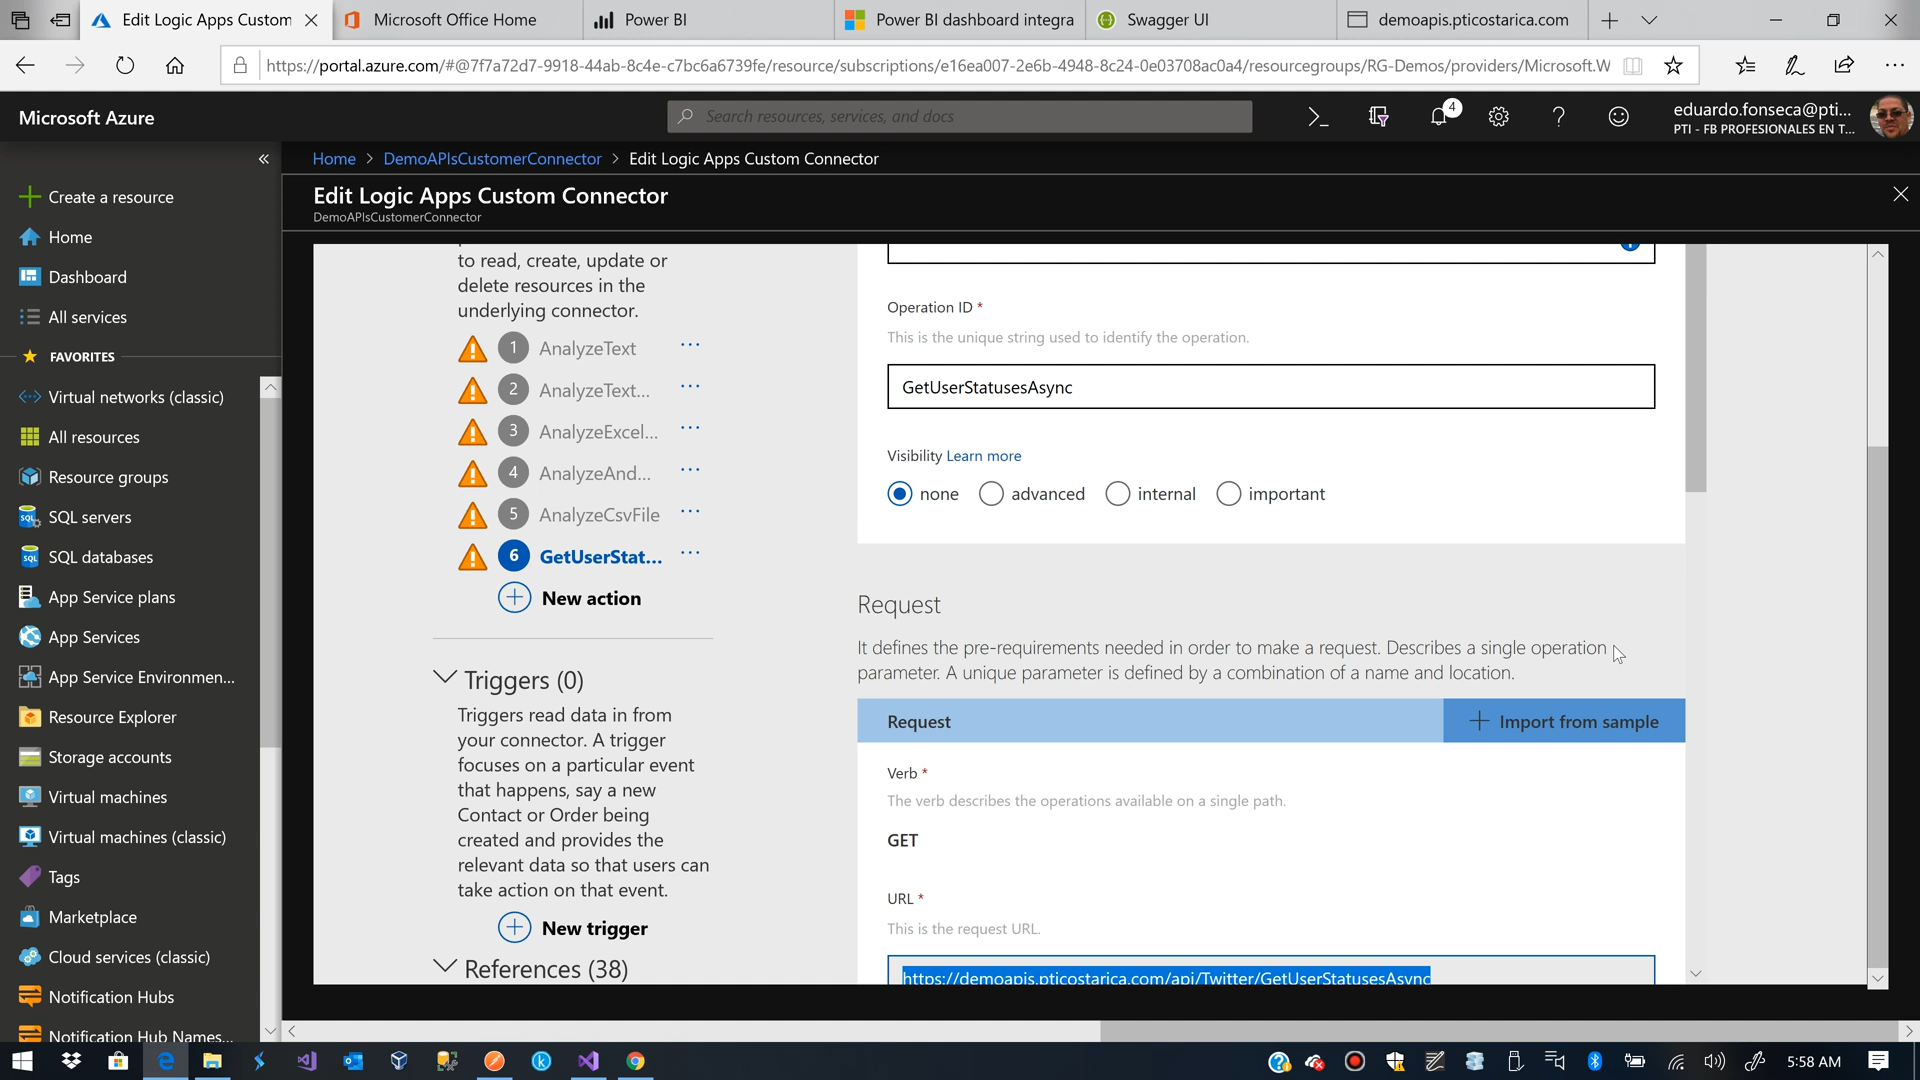 Edit Logic Apps Custom
Microsoft Office Home
Power BI
Power BI dashboard integra
Swagger UI
demoapis.pticostarica.com
https://portal.azure.com/#@7f7a72d7-9918-44ab-8c4e-c7bc6a6739fe/resource/subscriptions/e16ea007-2e6b-4948-8c24-0e03708ac0a4/resourcegroups/RG-Demos/providers/Microsoft.W
Microsoft Azure
Search resources, services, and docs
4
eduardo.fonseca@pti...
PTI - FB PROFESIONALES EN T...
Home > DemoAPIsCustomerConnector > Edit Logic Apps Custom Connector
Edit Logic Apps Custom Connector
DemoAPIsCustomerConnector
Create a resource
Home
Dashboard
All services
FAVORITES
Virtual networks (classic)
All resources
Resource groups
SQL servers
SQL databases
App Service plans
App Services
App Service Environmen...
Resource Explorer
Storage accounts
Virtual machines
Virtual machines (classic)
Tags
Marketplace
Cloud services (classic)
Notification Hubs
Notification Hub Names...
to read, create, update or
delete resources in the
underlying connector.
1 AnalyzeText ...
2 AnalyzeText... ...
3 AnalyzeExcel... ...
4 AnalyzeAnd... ...
5 AnalyzeCsvFile ...
6 GetUserStat... ...
New action
Triggers (0)
Triggers read data in from
your connector. A trigger
focuses on a particular event
that happens, say a new
Contact or Order being
created and provides the
relevant data so that users can
take action on that event.
New trigger
References (38)
Operation ID *
This is the unique string used to identify the operation.
GetUserStatusesAsync
Visibility Learn more
none advanced internal important
Request
It defines the pre-requirements needed in order to make a request. Describes a single operation
parameter. A unique parameter is defined by a combination of a name and location.
Request
Import from sample
Verb *
The verb describes the operations available on a single path.
GET
URL *
This is the request URL.
https://demoapis.pticostarica.com/api/Twitter/GetUserStatusesAsync
5:58 AM